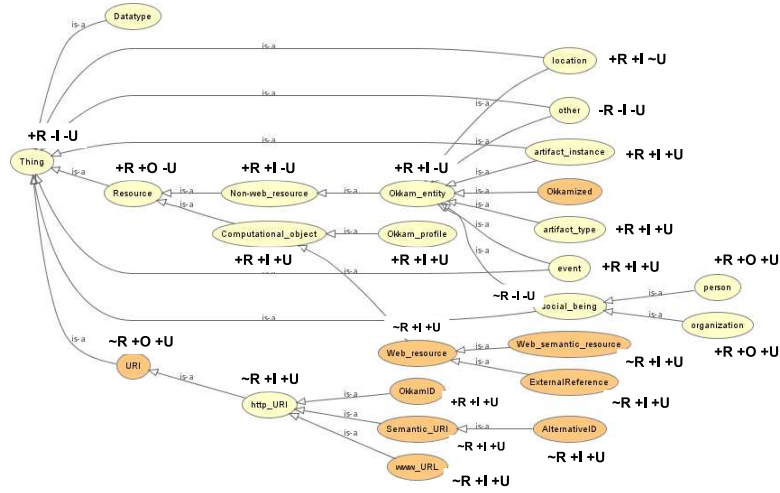 Datatype
is-a
is-a
location
+R +I ~U
is-a
is-a
other
-R -I -U
+R -I -U
is-a
is-a
artifact_instance
+R +I +U
Thing
+R +O -U
+R +I -U
+R +I -U
is-a
is-a
Resource
is-a
Non-web_resource
is-a
Okkam_entity
is-a
Okkamized
is-a
is-a
artifact_type
+R +I +U
Computational_object
is-a
Okkam_profile
+R +I +U
+R +I +U
is-a
event
+R +I +U
is-a
+R +O +U
~R -I -U
is-a
person
social_being
is-a
is-a
is-a
organization
+R +O +U
~R +I +U
is-a
Web_resource
is-a
Web_semantic_resource
~R +I +U
is-a
~R +O +U
is-a
URI
ExternalReference
~R +I +U
~R +I +U
is-a
OkkamID
+R +I +U
is-a
http_URI
is-a
Semantic_URI
is-a
AlternativeID
~R +I +U
~R +I +U
is-a
www_URL
~R +I +U